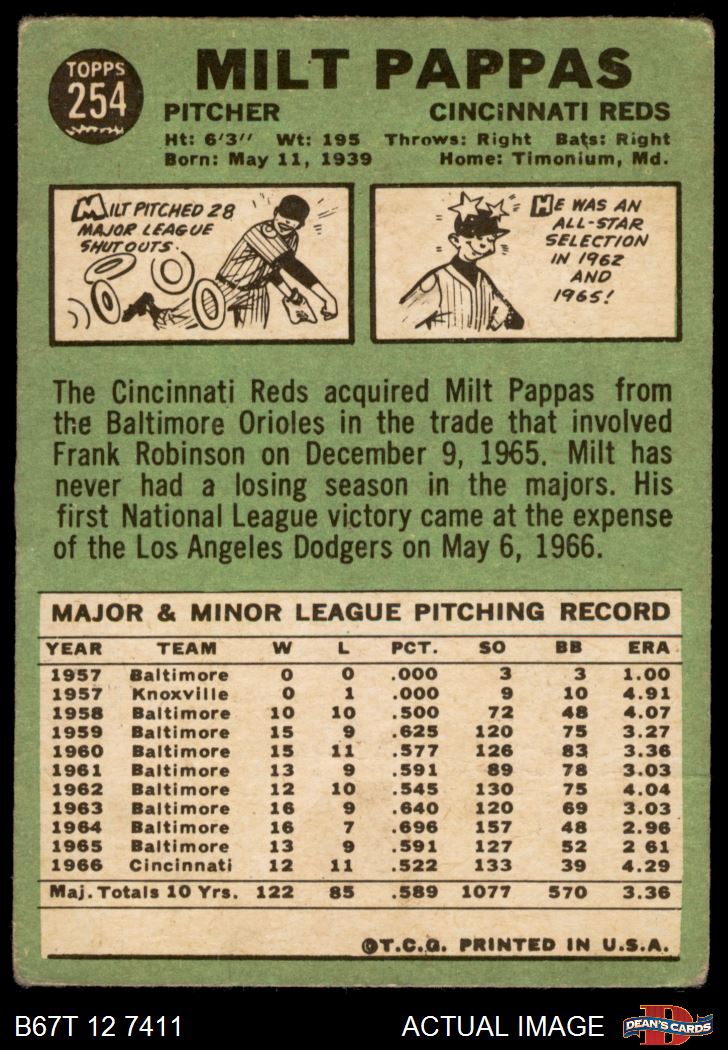 TOPPS
254
MILT PAPPAS
PITCHER CINCINNATI REDS
Ht: 6'3" Wt: 195 Throws: Right Bats: Right
Born: May 11, 1939 Home: Timonium, Md.
MILT PITCHED 28
MAJOR LEAGUE
SHUTOUTS.
HE WAS AN
ALL-STAR
SELECTION
IN 1962
AND
1965!
The Cincinnati Reds acquired Milt Pappas from
the Baltimore Orioles in the trade that involved
Frank Robinson on December 9, 1965. Milt has
never had a losing season in the majors. His
first National League victory came at the expense
of the Los Angeles Dodgers on May 6, 1966.
MAJOR & MINOR LEAGUE PITCHING RECORD
YEAR TEAM W L PCT. SO BB ERA
1957 Baltimore 0 0 .000 3 3 1.00
1957 Knoxville 0 1 .000 9 10 4.91
1958 Baltimore 10 10 .500 72 48 4.07
1959 Baltimore 15 9 .625 120 75 3.27
1960 Baltimore 15 11 .577 126 83 3.36
1961 Baltimore 13 9 .591 89 78 3.03
1962 Baltimore 12 10 .545 130 75 4.04
1963 Baltimore 16 9 .640 120 69 3.03
1964 Baltimore 16 7 .696 157 48 2.96
1965 Baltimore 13 9 .591 127 52 2 61
1966 Cincinnati 12 11 .522 133 39 4.29
Maj. Totals 10 Yrs. 122 85 .589 1077 570 3.36
©T.C.G. PRINTED IN U.S.A.
B67T 12 7411 ACTUAL IMAGE
D
DEAN'S CARDS